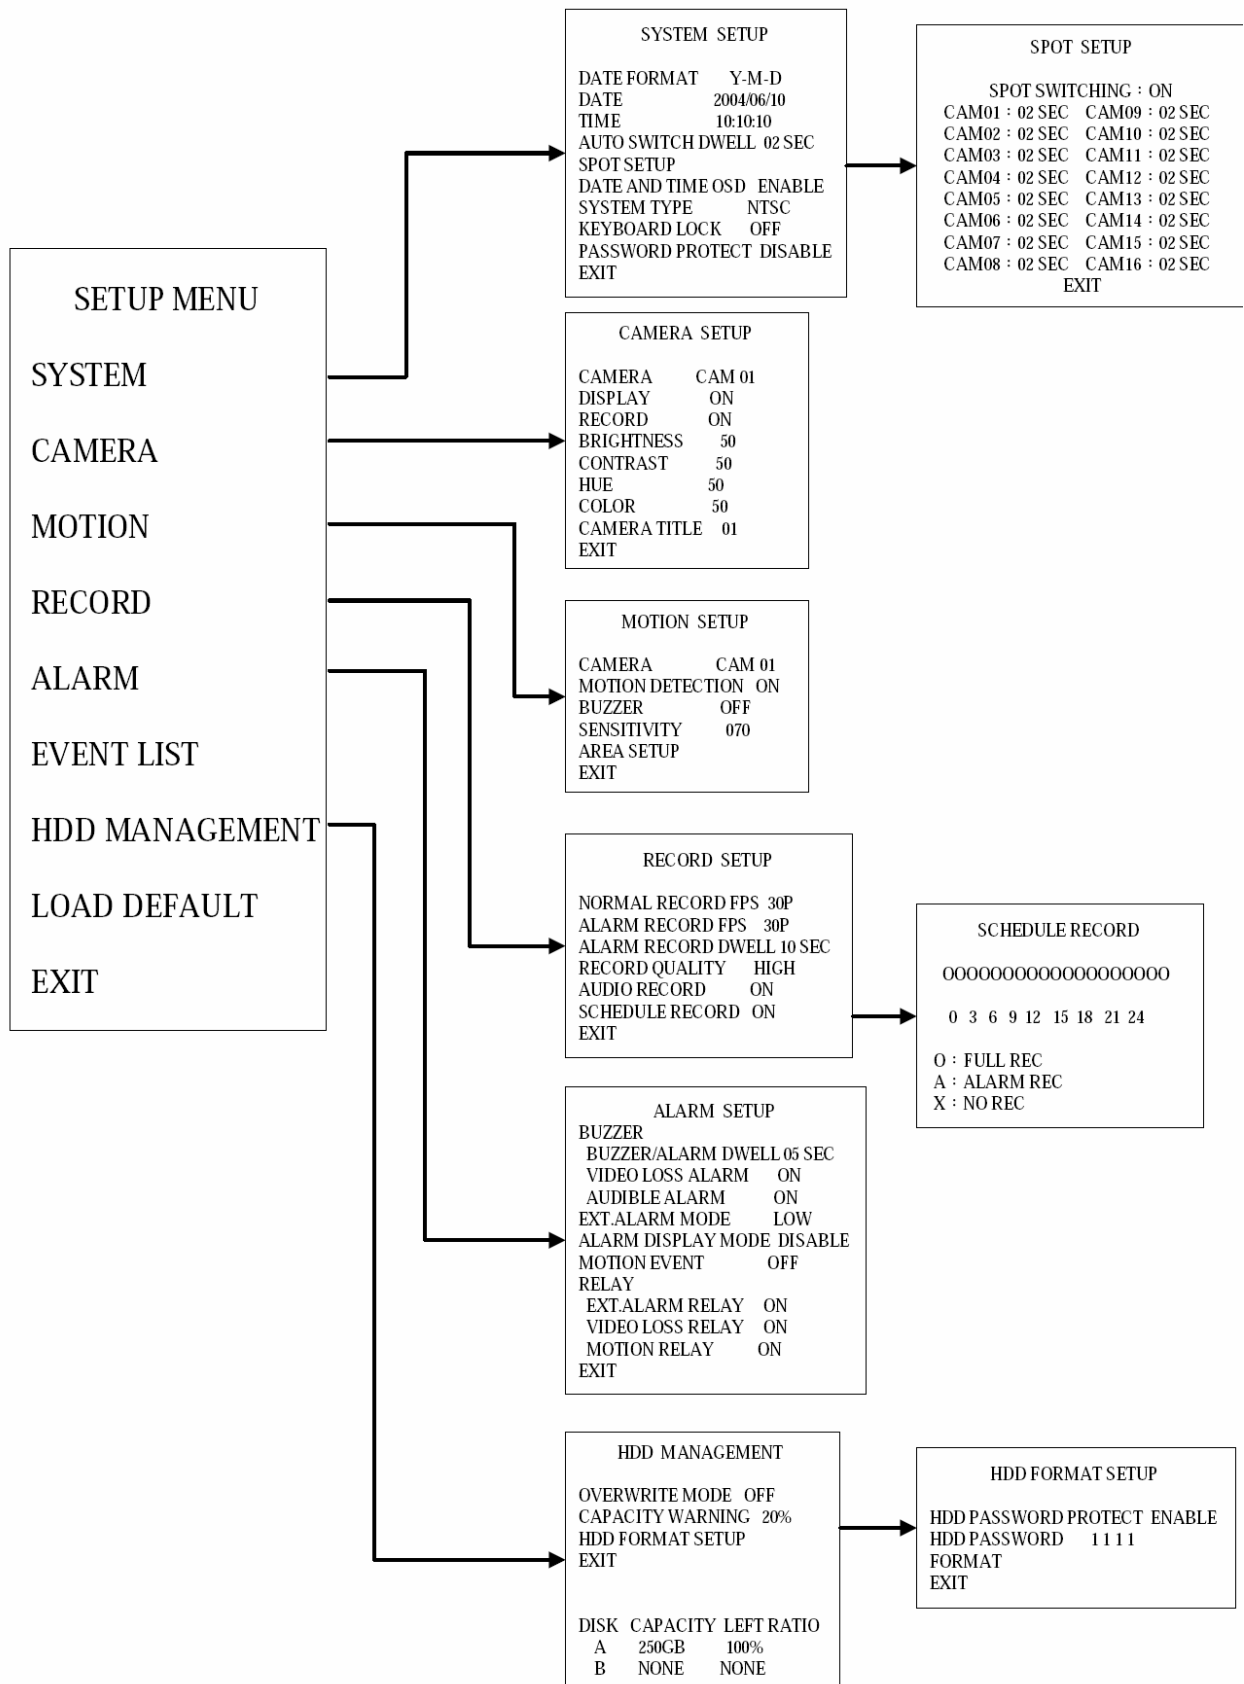 SETUP MENU
SYSTEM
CAMERA
MOTION
RECORD
ALARM
EVENT LIST
HDD MANAGEMENT
LOAD DEFAULT
EXIT
SYSTEM SETUP
DATE FORMAT Y-M-D
DATE 2004/06/10
TIME 10:10:10
AUTO SWITCH DWELL 02 SEC
SPOT SETUP
DATE AND TIME OSD ENABLE
SYSTEM TYPE NTSC
KEYBOARD LOCK OFF
PASSWORD PROTECT DISABLE
EXIT
SPOT SETUP
SPOT SWITCHING : ON
CAM01 : 02 SEC CAM09 : 02 SEC
CAM02 : 02 SEC CAM10 : 02 SEC
CAM03 : 02 SEC CAM11 : 02 SEC
CAM04 : 02 SEC CAM12 : 02 SEC
CAM05 : 02 SEC CAM13 : 02 SEC
CAM06 : 02 SEC CAM14 : 02 SEC
CAM07 : 02 SEC CAM15 : 02 SEC
CAM08 : 02 SEC CAM16 : 02 SEC
EXIT
CAMERA SETUP
CAMERA CAM 01
DISPLAY ON
RECORD ON
BRIGHTNESS 50
CONTRAST 50
HUE 50
COLOR 50
CAMERA TITLE 01
EXIT
MOTION SETUP
CAMERA CAM 01
MOTION DETECTION ON
BUZZER OFF
SENSITIVITY 070
AREA SETUP
EXIT
RECORD SETUP
NORMAL RECORD FPS 30P
ALARM RECORD FPS 30P
ALARM RECORD DWELL 10 SEC
RECORD QUALITY HIGH
AUDIO RECORD ON
SCHEDULE RECORD ON
EXIT
SCHEDULE RECORD
OOOOOOOOOOOOOOOOOOO
0 3 6 9 12 15 18 21 24
O : FULL REC
A : ALARM REC
X : NO REC
ALARM SETUP
BUZZER
BUZZER/ALARM DWELL 05 SEC
VIDEO LOSS ALARM ON
AUDIBLE ALARM ON
EXT.ALARM MODE LOW
ALARM DISPLAY MODE DISABLE
MOTION EVENT OFF
RELAY
EXT.ALARM RELAY ON
VIDEO LOSS RELAY ON
MOTION RELAY ON
EXIT
HDD MANAGEMENT
OVERWRITE MODE OFF
CAPACITY WARNING 20%
HDD FORMAT SETUP
EXIT
DISK CAPACITY LEFT RATIO
A 250GB 100%
B NONE NONE
HDD FORMAT SETUP
HDD PASSWORD PROTECT ENABLE
HDD PASSWORD 1 1 1 1
FORMAT
EXIT